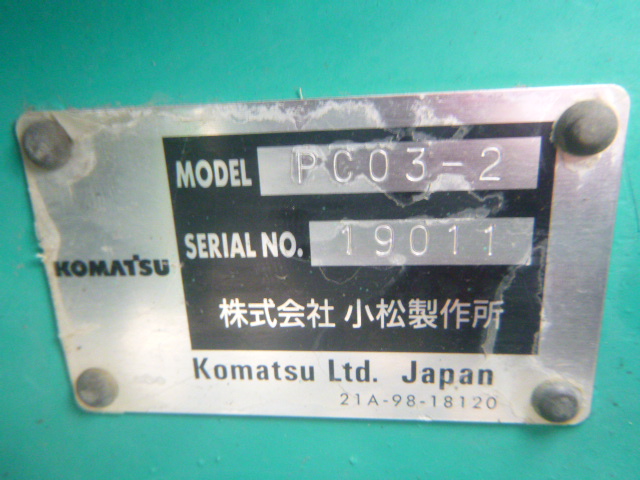 MODEL PC03-2
SERIAL NO. 19011
KOMATSU
株式会社 小松製作所
Komatsu Ltd. Japan
21A-98-18120